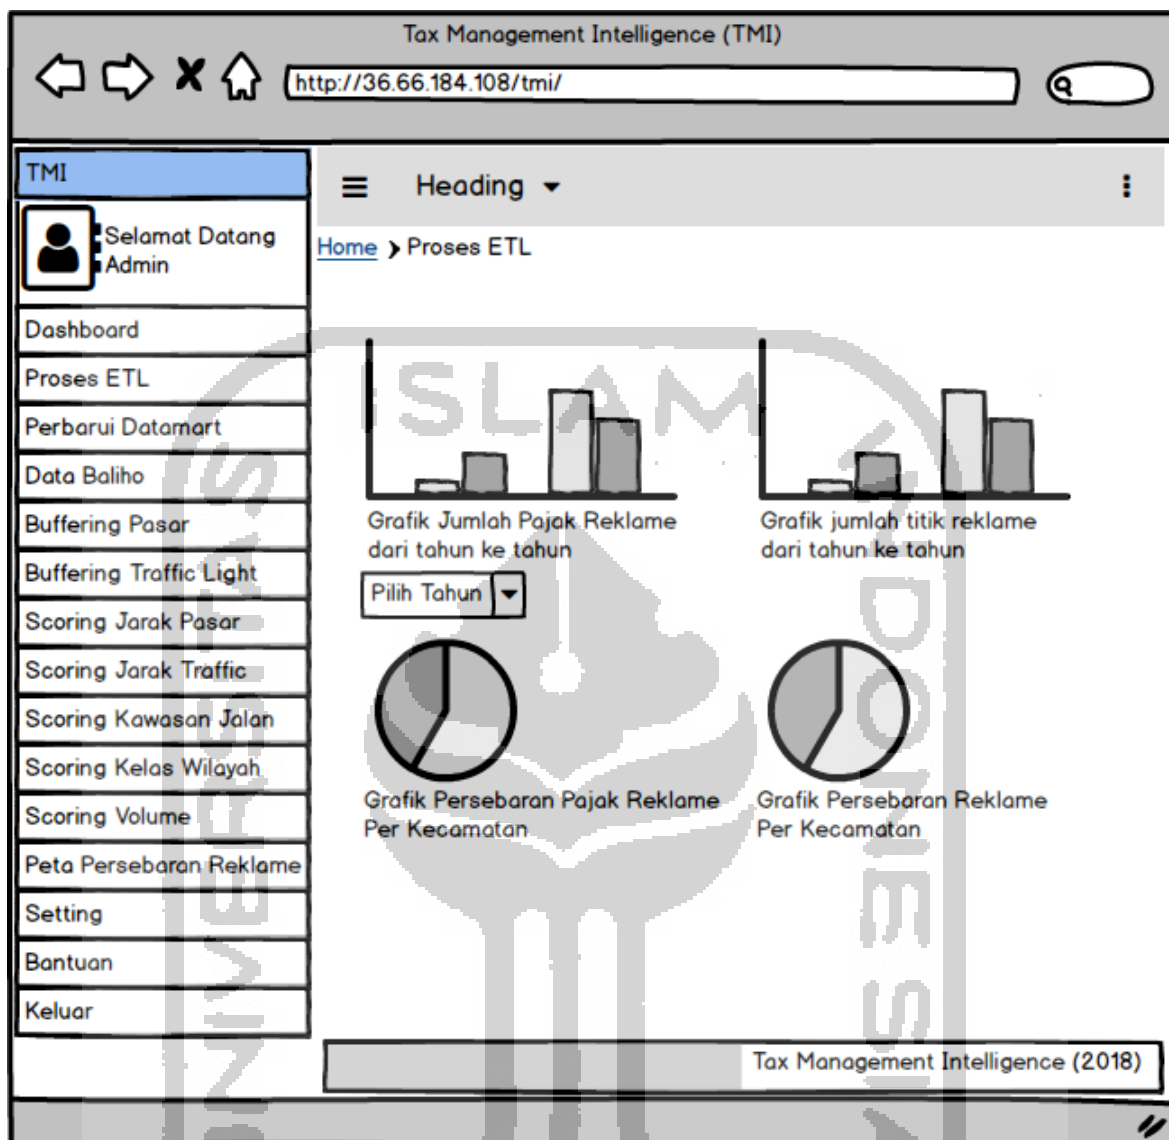 Tax Management Intelligence (TMI)
http://36.66.184.108/tmi/
TMI
Selamat Datang
Admin
Dashboard
Proses ETL
Perbarui Datamart
Data Baliho
Buffering Pasar
Buffering Traffic Light
Scoring Jarak Pasar
Scoring Jarak Traffic
Scoring Kawasan Jalan
Scoring Kelas Wilayah
Scoring Volume
Peta Persebaran Reklame
Setting
Bantuan
Keluar
Heading
Home Proses ETL
Grafik Jumlah Pajak Reklame
dari tahun ke tahun
Grafik jumlah titik reklame
dari tahun ke tahun
Pilih Tahun
Grafik Persebaran Pajak Reklame
Per Kecamatan
Grafik Persebaran Reklame
Per Kecamatan
Tax Management Intelligence (2018)
UNIVERSITAS
ISLAM
INDONESIA